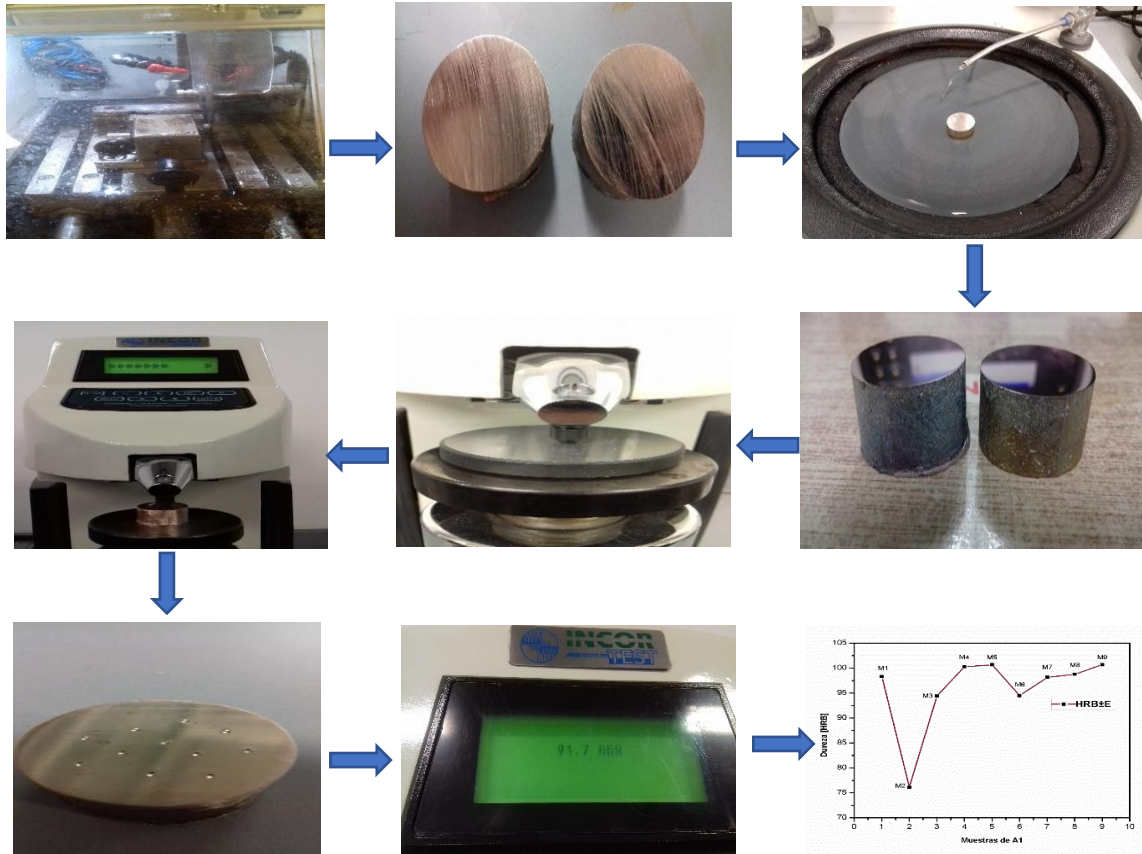 INCOR
INCOR
TEST
91.7 HRB
105
100
95
90
85
80
75
70
Dureza [HRB]
M1
M2
M3
M4
M5
M6
M7
M8
M9
HRB±E
0 1 2 3 4 5 6 7 8 9 10
Muestras de A1